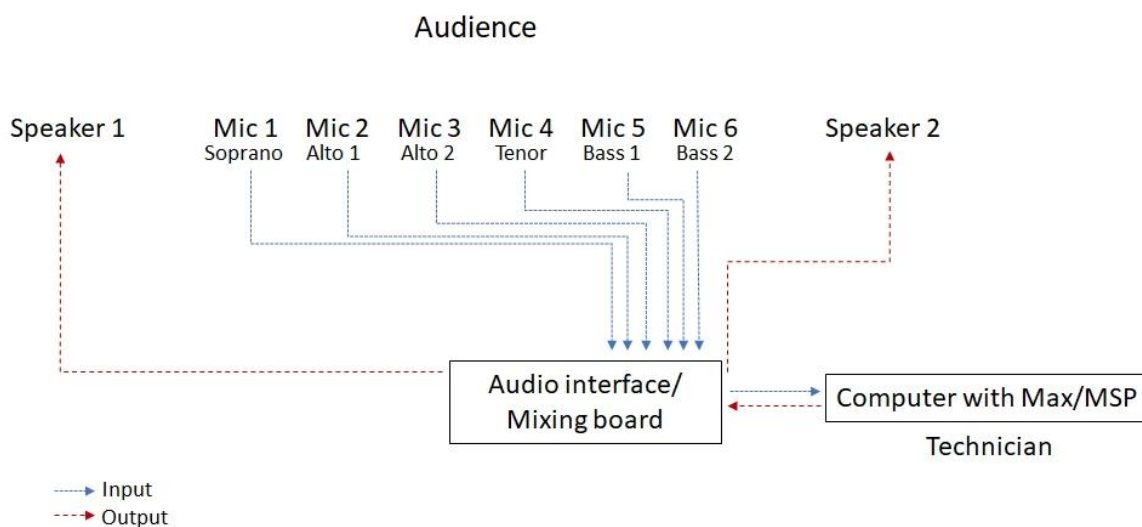 Audience
Speaker 1
Mic 1
Soprano
Mic 2
Alto 1
Mic 3
Alto 2
Mic 4
Tenor
Mic 5
Bass 1
Mic 6
Bass 2
Speaker 2
Audio interface/
Mixing board
Computer with Max/MSP
Technician
Input
Output